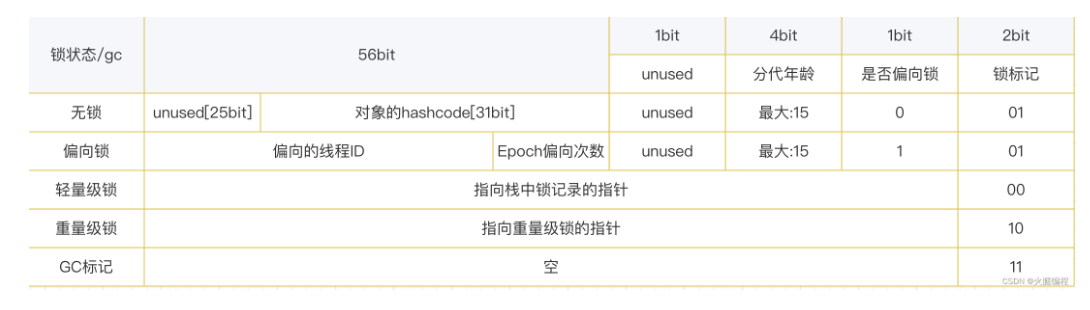 锁状态/gc 56bit 1bit 4bit 1bit 2bit
unused 分代年龄 是否偏向锁 锁标记
无锁 unused[25bit] 对象的hashcode[31bit] unused 最大:15 0 01
偏向锁 偏向的线程ID Epoch偏向次数 unused 最大:15 1 01
轻量级锁 指向栈中锁记录的指针 00
重量级锁 指向重量级锁的指针 10
GC标记 空 11
CSDN @火腿编程